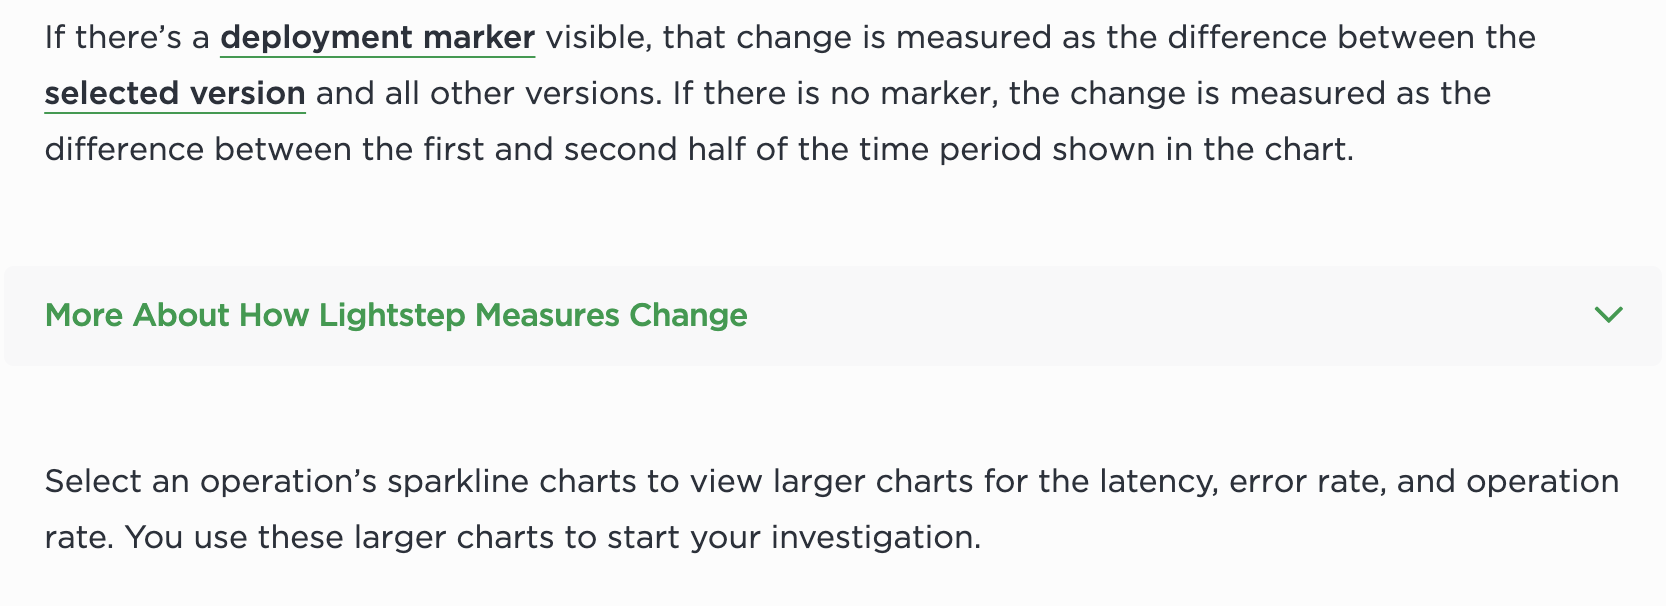 If there’s a deployment marker visible, that change is measured as the difference between the
selected version and all other versions. If there is no marker, the change is measured as the
difference between the first and second half of the time period shown in the chart.
More About How Lightstep Measures Change
Select an operation’s sparkline charts to view larger charts for the latency, error rate, and operation
rate. You use these larger charts to start your investigation.